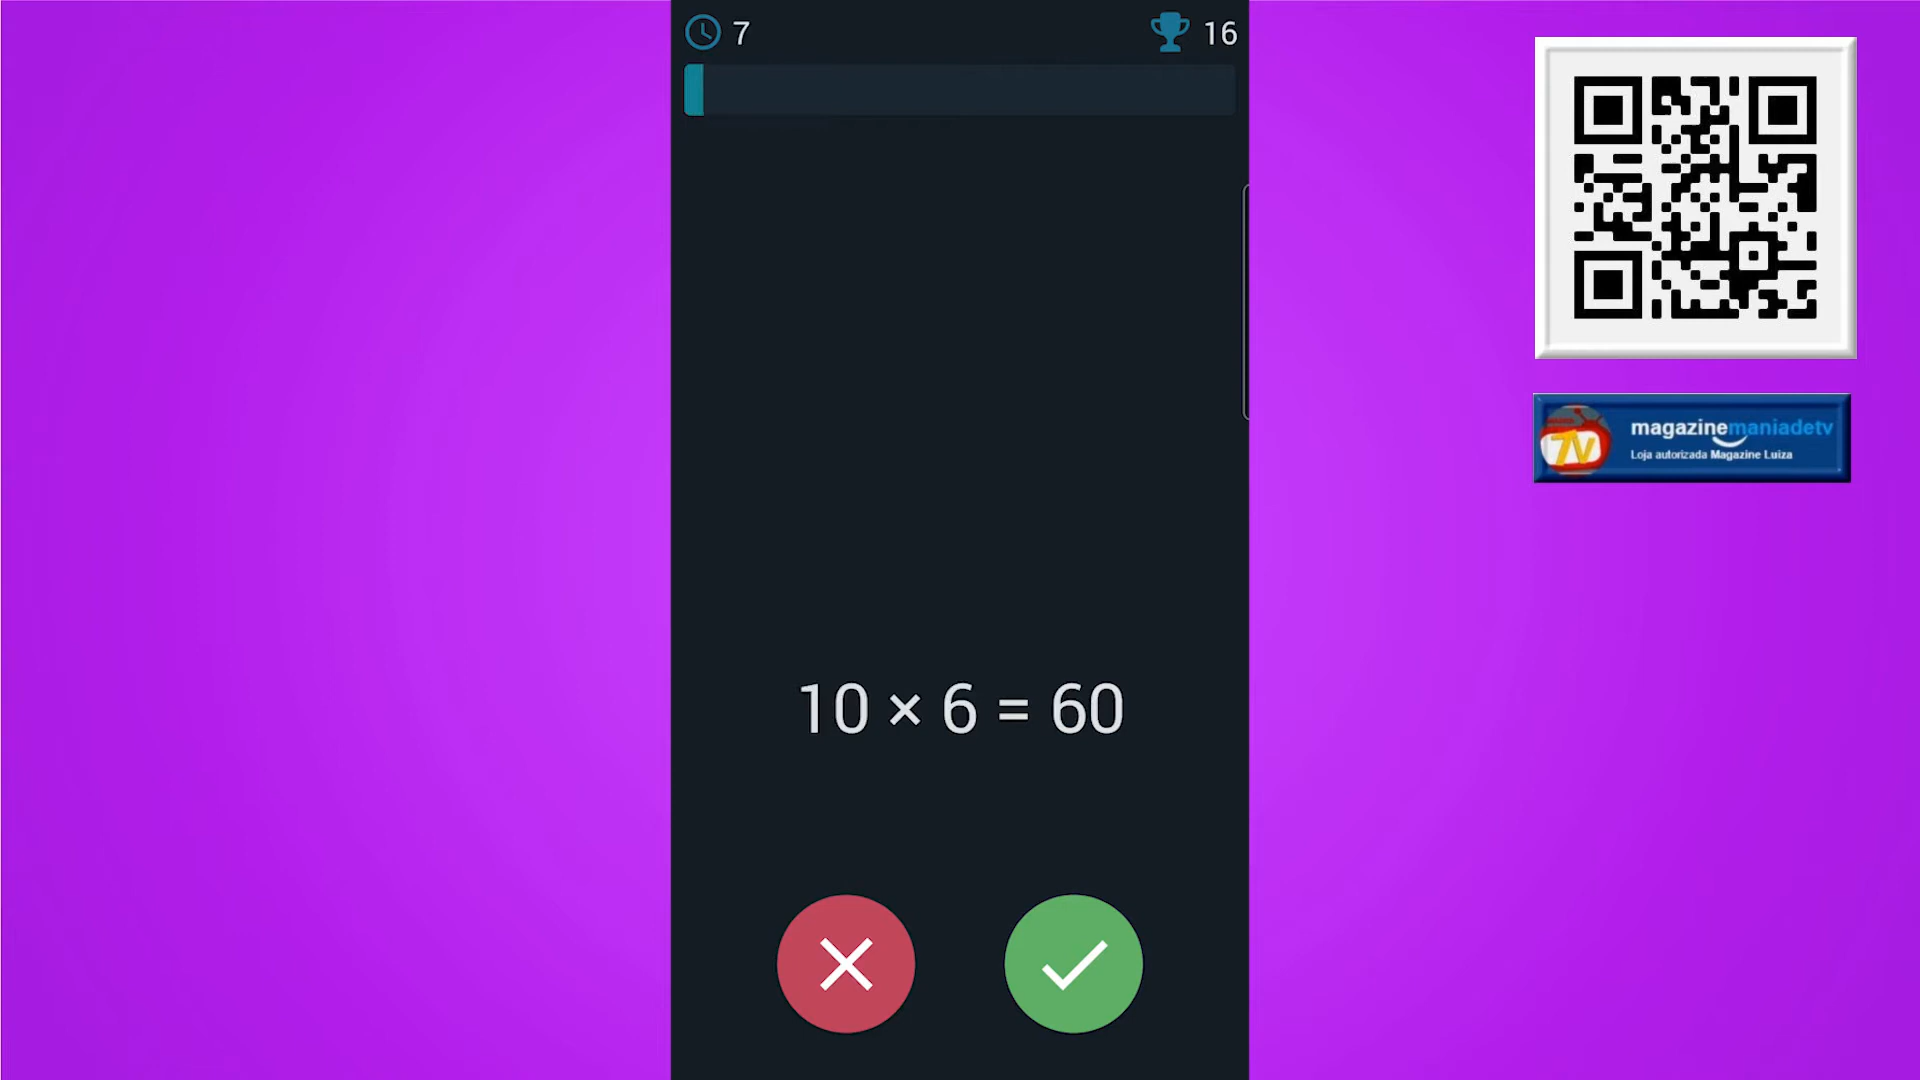 7
16
10 × 6 = 60
magazinemaniadetv
Loja autorizada Magazine Luiza
TV